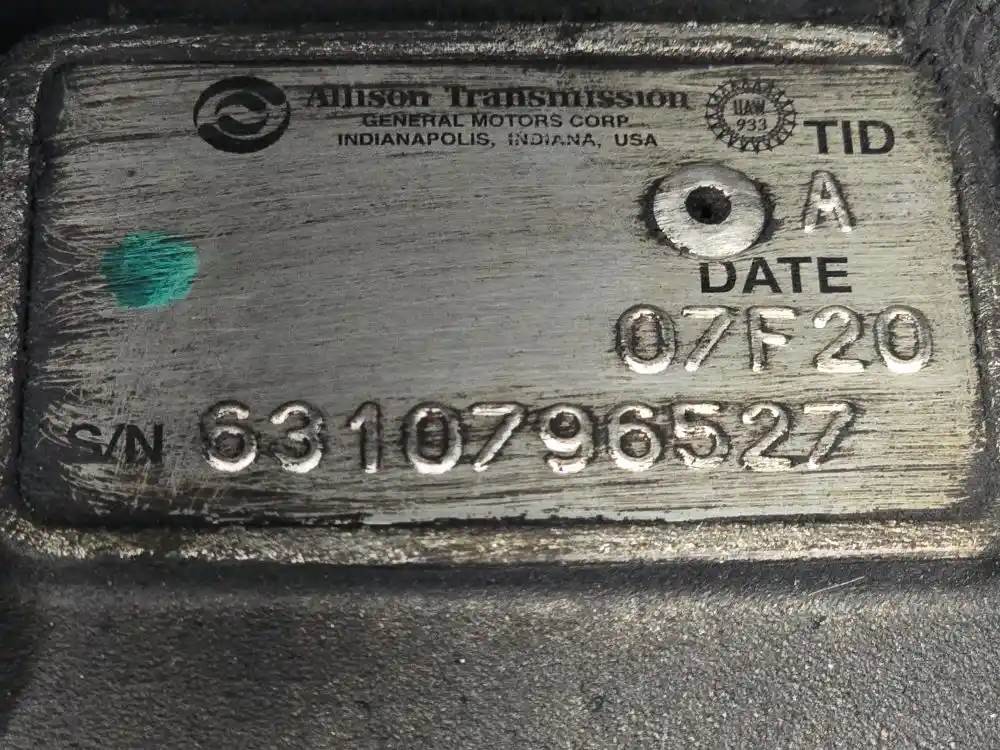 Allison Transmission
GENERAL MOTORS CORP.
INDIANAPOLIS, INDIANA, USA
UAW
933
TID
A
DATE
07F20
S/N 6310796527